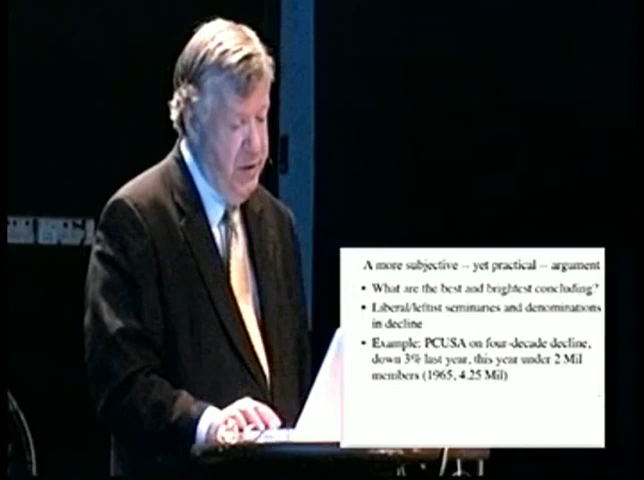 A more subjective -- yet practical -- argument
• What are the best and brightest concluding?
• Liberal/leftist seminaries and denominations
in decline
• Example: PCUSA on four-decade decline,
down 3% last year, this year under 2 Mil
members (1965, 4.25 Mil)